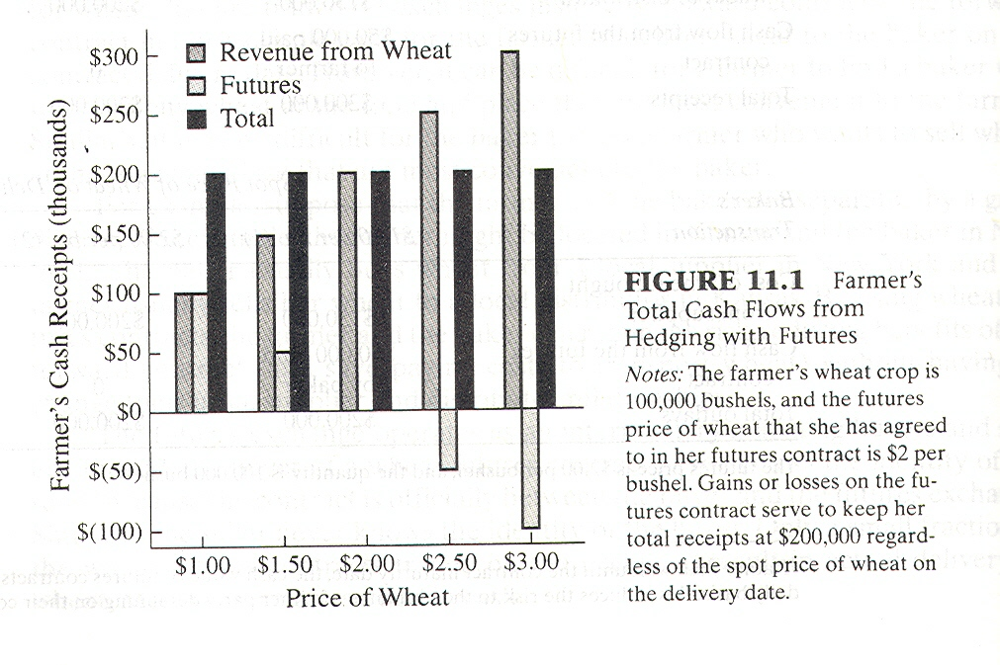 Revenue from Wheat
Futures
Total
Farmer's Cash Receipts (thousands)
$300
$250
$200
$150
$100
$50
$0
$(50)
$(100)
$1.00 $1.50 $2.00 $2.50 $3.00
Price of Wheat
FIGURE 11.1 Farmer's
Total Cash Flows from
Hedging with Futures
Notes: The farmer's wheat crop is
100,000 bushels, and the futures
price of wheat that she has agreed
to in her futures contract is $2 per
bushel. Gains or losses on the fu-
tures contract serve to keep her
total receipts at $200,000 regard-
less of the spot price of wheat on
the delivery date.